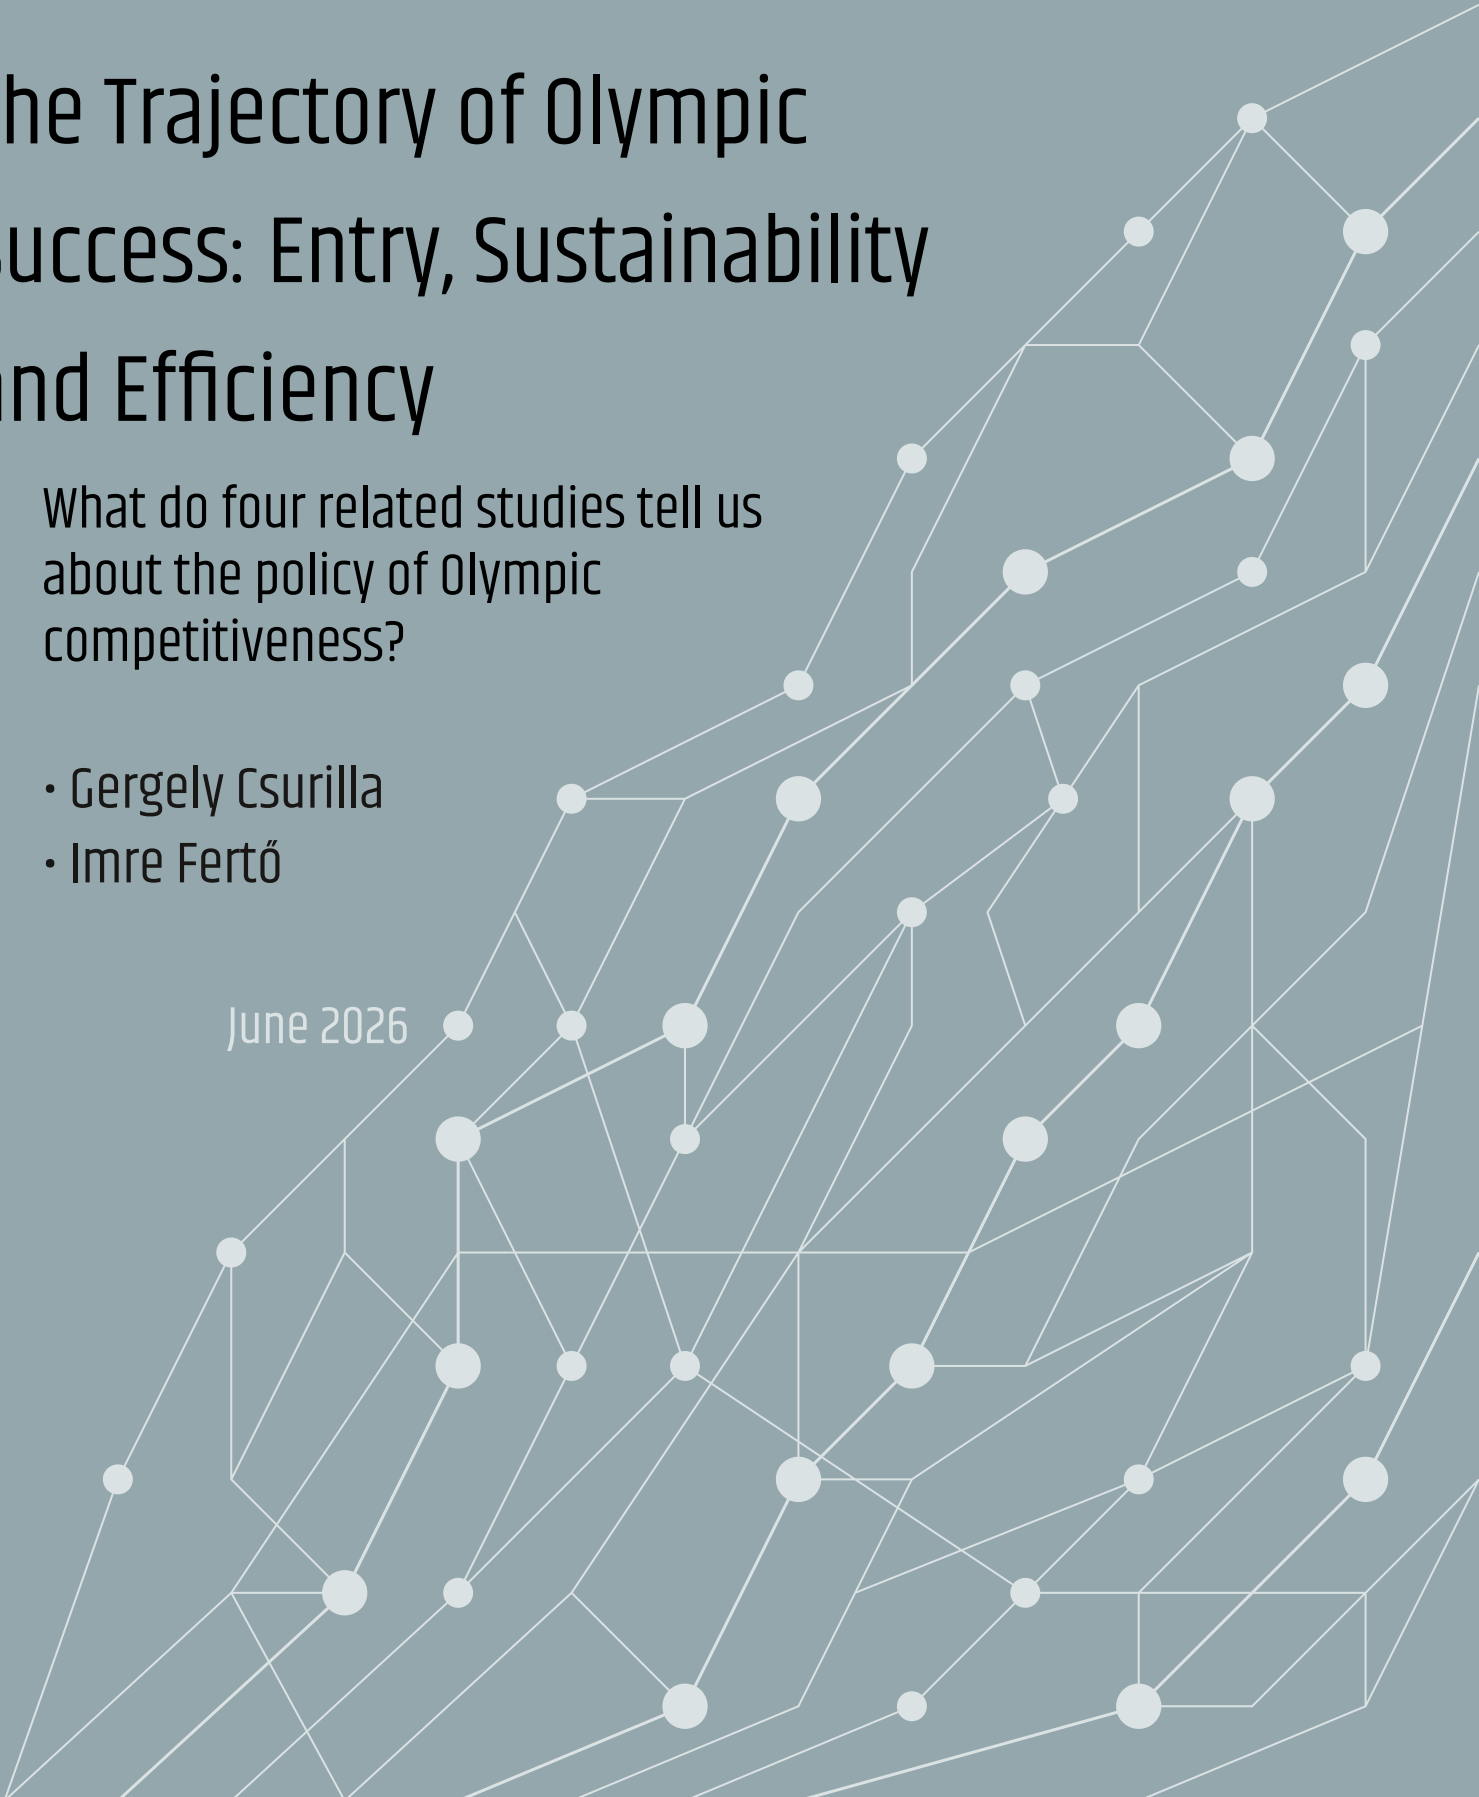 he Trajectory of Olympic
uccess: Entry, Sustainability
nd Efficiency
What do four related studies tell us
about the policy of Olympic
competitiveness?
• Gergely Csurilla
• Imre Fertő
June 2026